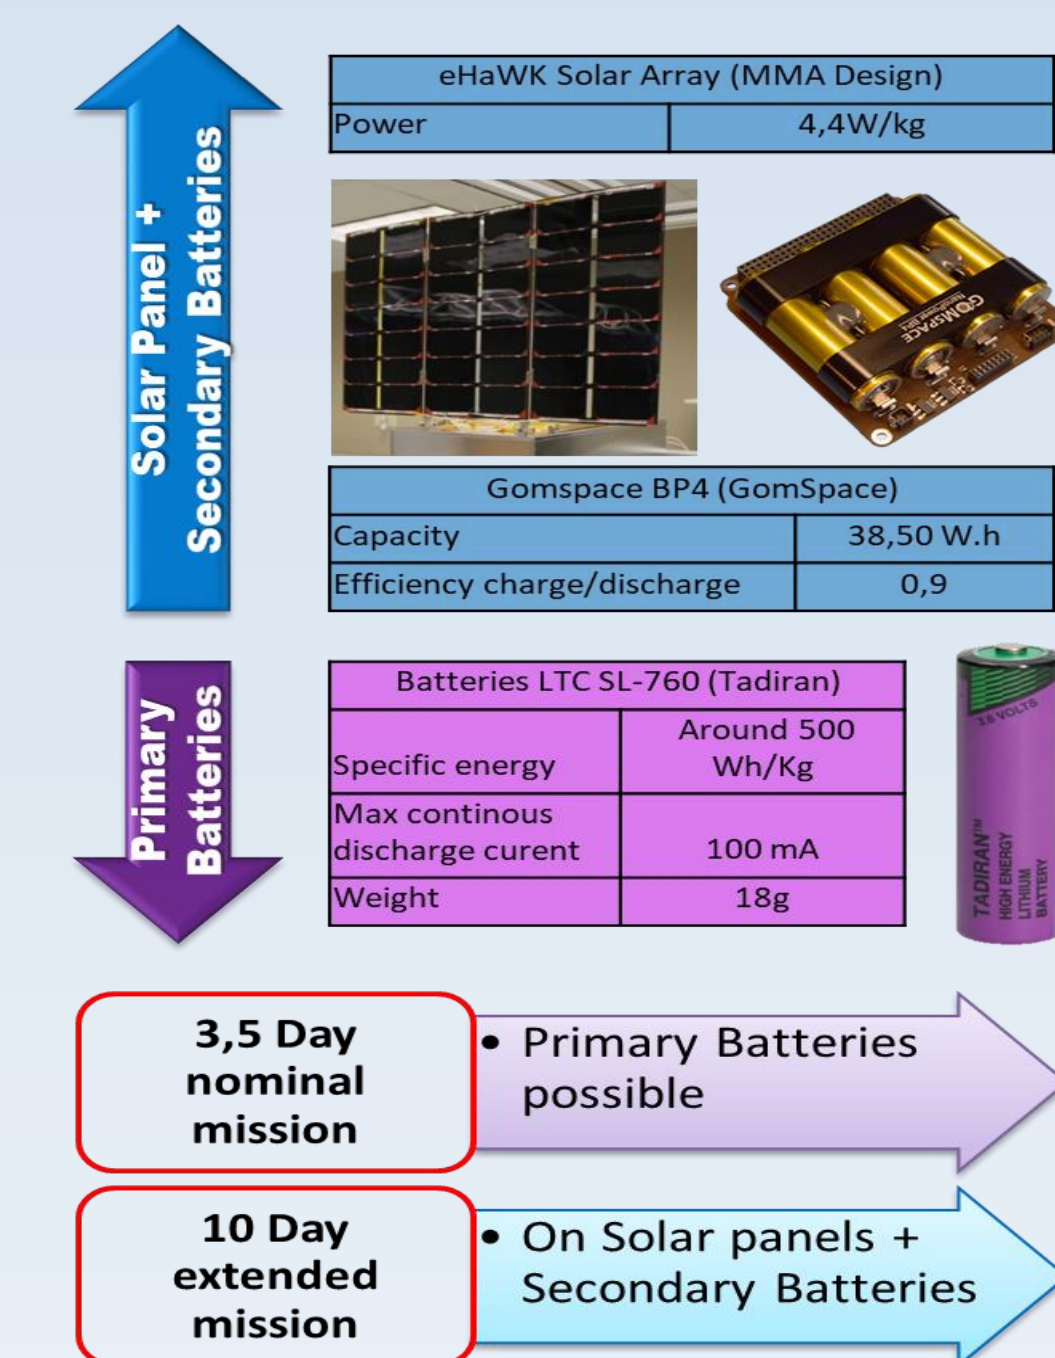 Solar Panel +
Secondary Batteries
eHaWK Solar Array (MMA Design)
Power 4,4W/kg
GOMSPACE
NanoPower BP4
Gomspace BP4 (GomSpace)
Capacity 38,50 W.h
Efficiency charge/discharge 0,9
Primary
Batteries
Batteries LTC SL-760 (Tadiran)
Specific energy Around 500
Wh/Kg
Max continous
discharge curent 100 mA
Weight 18g
3.6 VOLTS
TADIRAN™
HIGH ENERGY
LITHIUM
BATTERY
3,5 Day
nominal
mission
• Primary Batteries
possible
10 Day
extended
mission
• On Solar panels +
Secondary Batteries